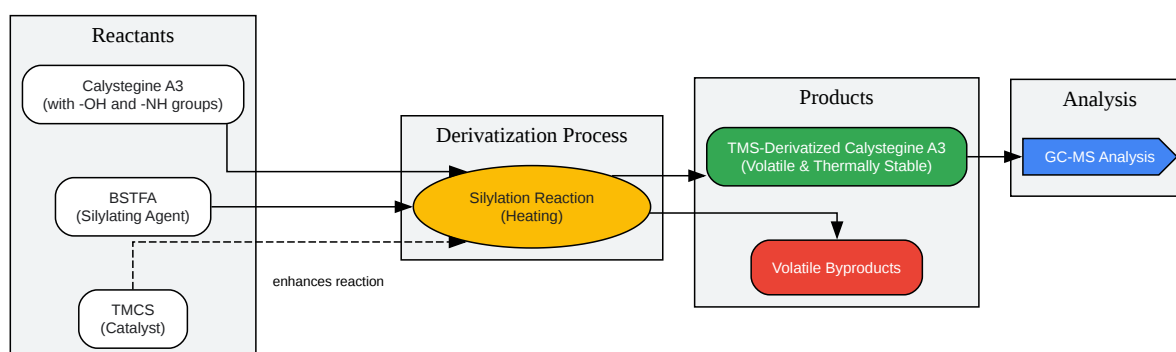 Reactants
Calystegine A3
(with -OH and -NH groups)
BSTFA
(Silylating Agent)
TMCS
(Catalyst)
enhances reaction
Derivatization Process
Silylation Reaction
(Heating)
Products
TMS-Derivatized Calystegine A3
(Volatile & Thermally Stable)
Volatile Byproducts
Analysis
GC-MS Analysis